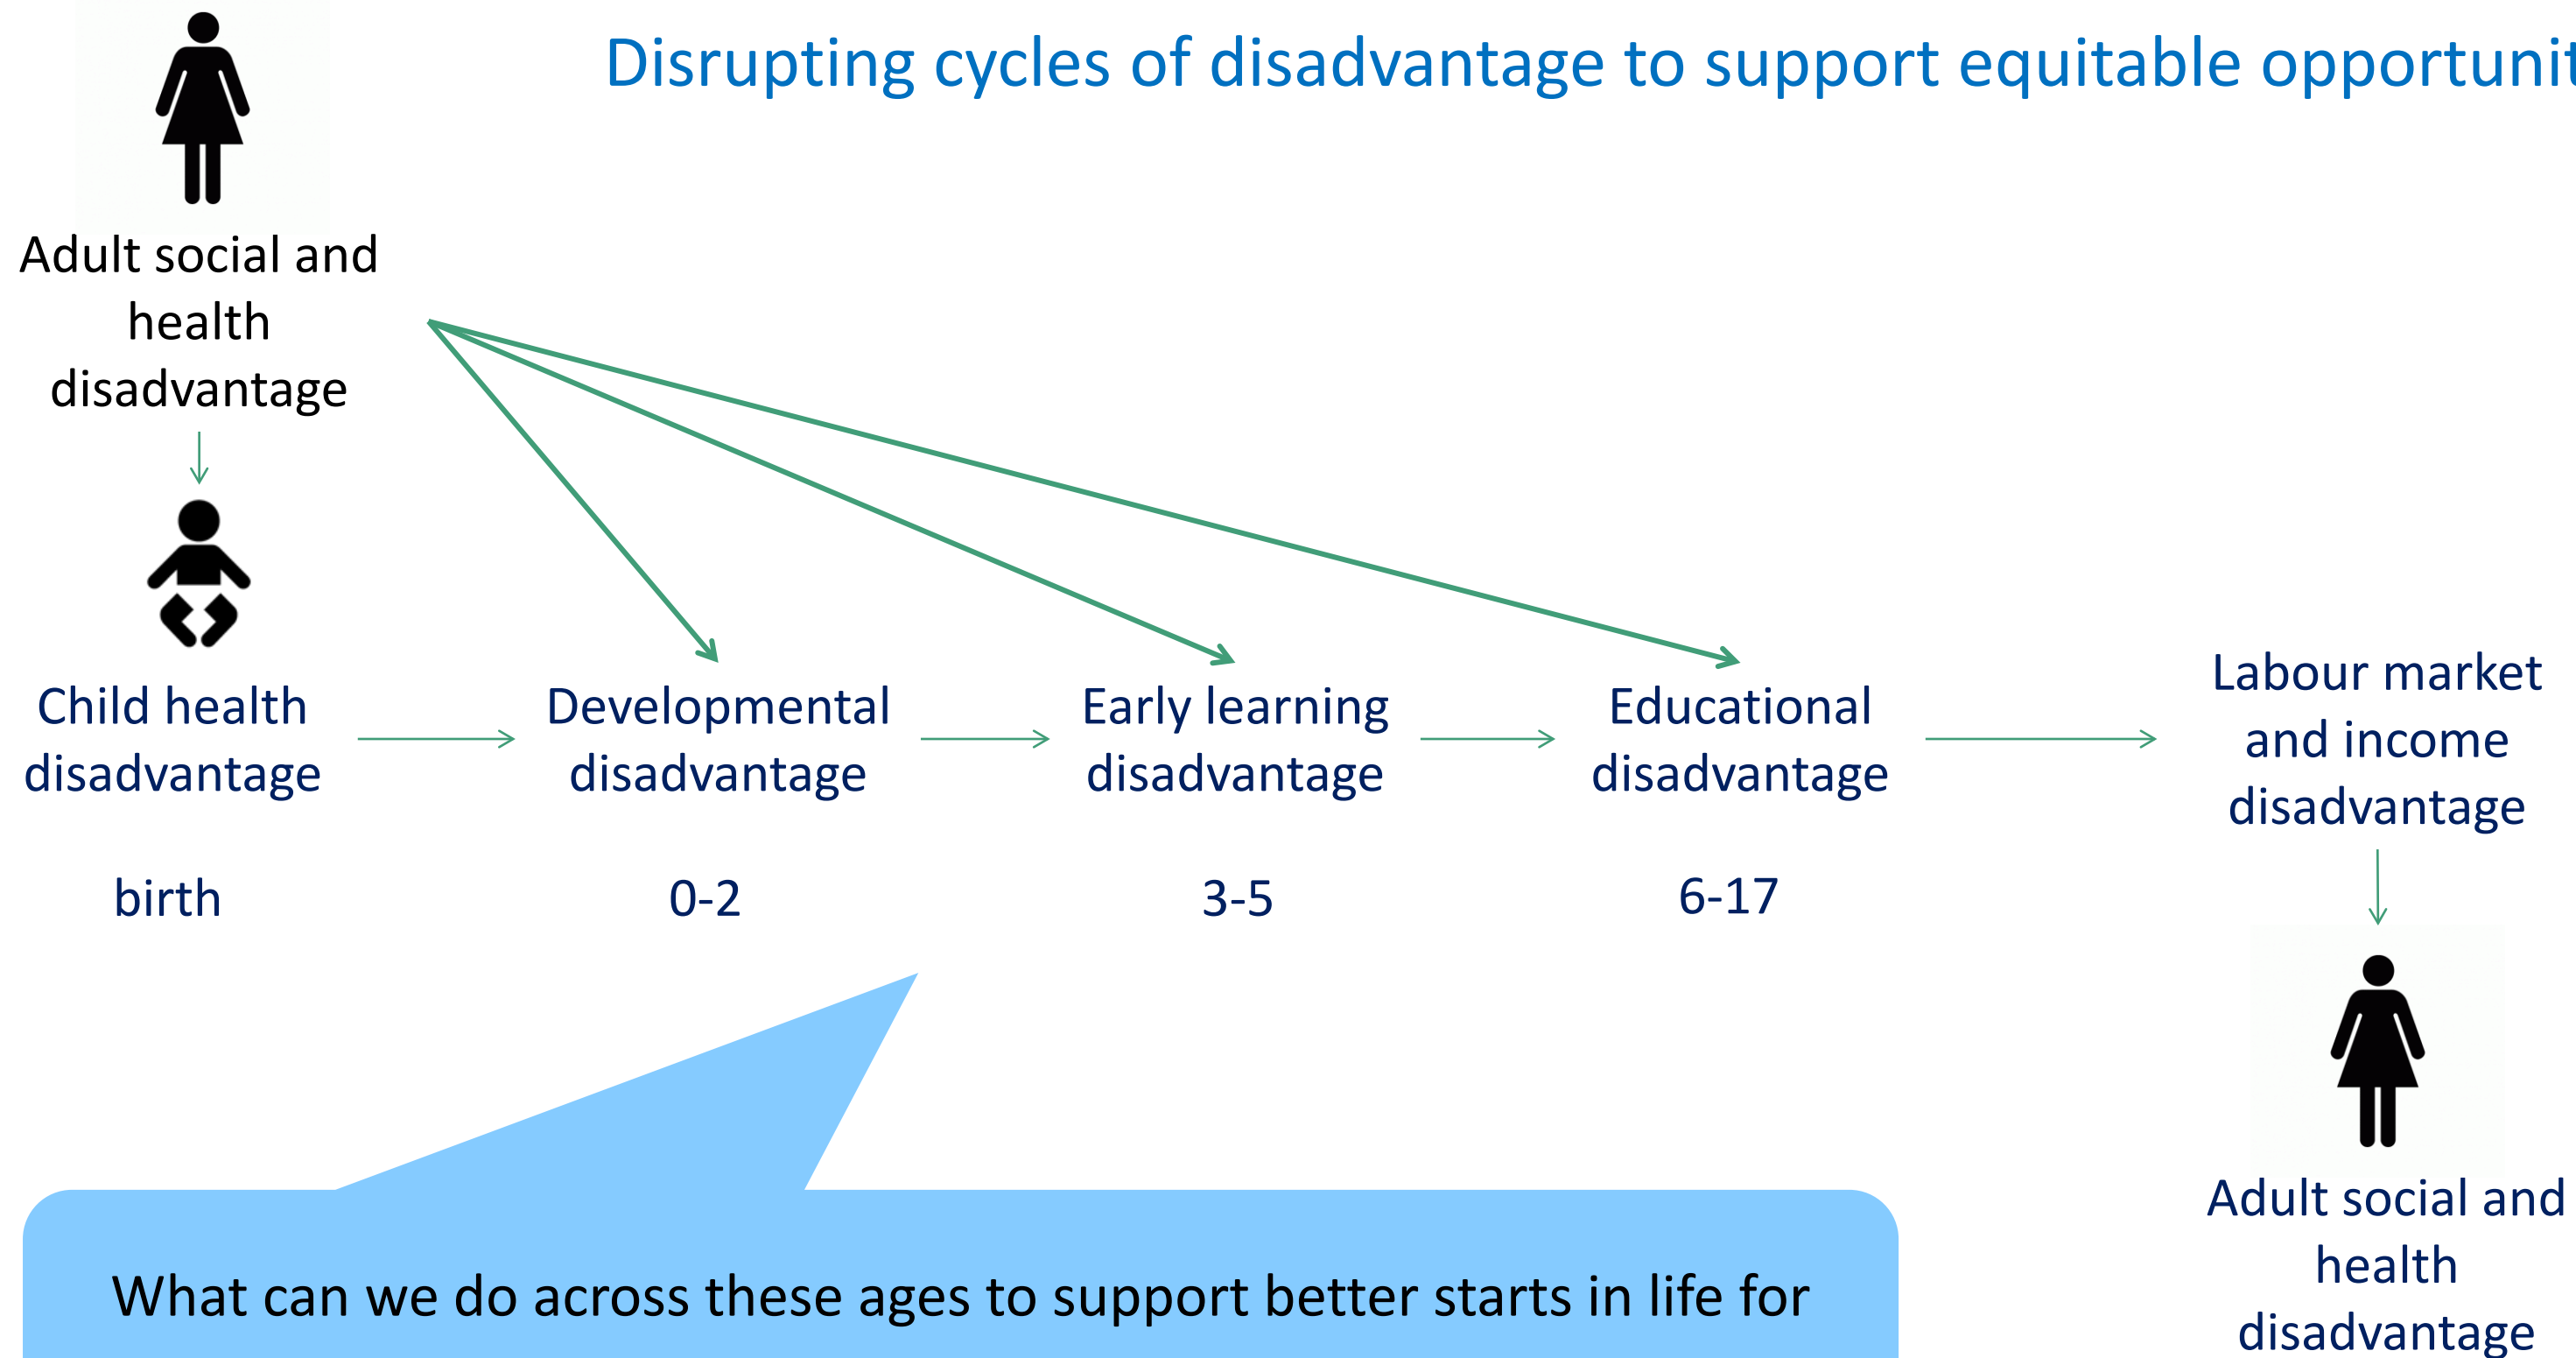 Disrupting cycles of disadvantage to support equitable opportunit
Adult social and
health
disadvantage
Child health
disadvantage
birth
Developmental
disadvantage
0-2
Early learning
disadvantage
3-5
Educational
disadvantage
6-17
Labour market
and income
disadvantage
Adult social and
health
disadvantage
What can we do across these ages to support better starts in life for